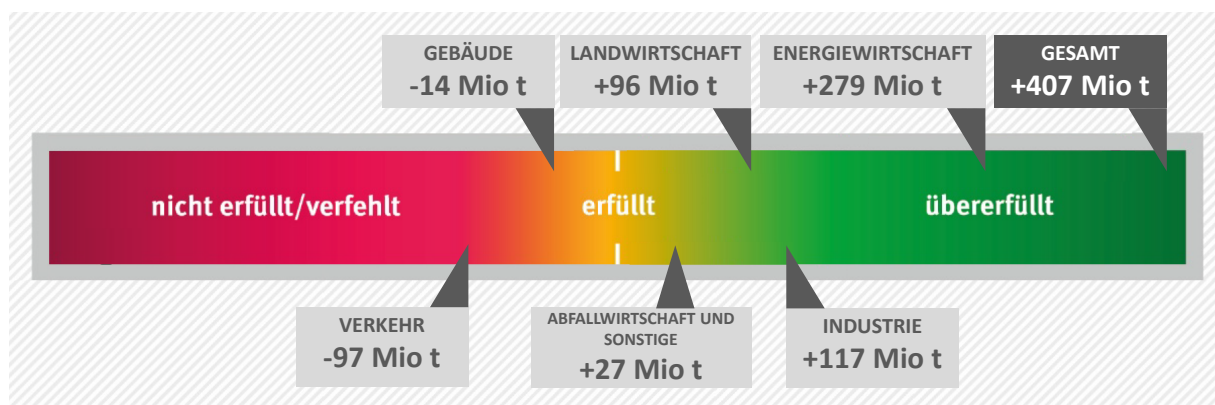 GEBÄUDE
-14 Mio t
LANDWIRTSCHAFT
+96 Mio t
ENERGIEWIRTSCHAFT
+279 Mio t
GESAMT
+407 Mio t
nicht erfüllt/verfehlt
erfüllt
übererfüllt
VERKEHR
-97 Mio t
ABFALLWIRTSCHAFT UND
SONSTIGE
+27 Mio t
INDUSTRIE
+117 Mio t